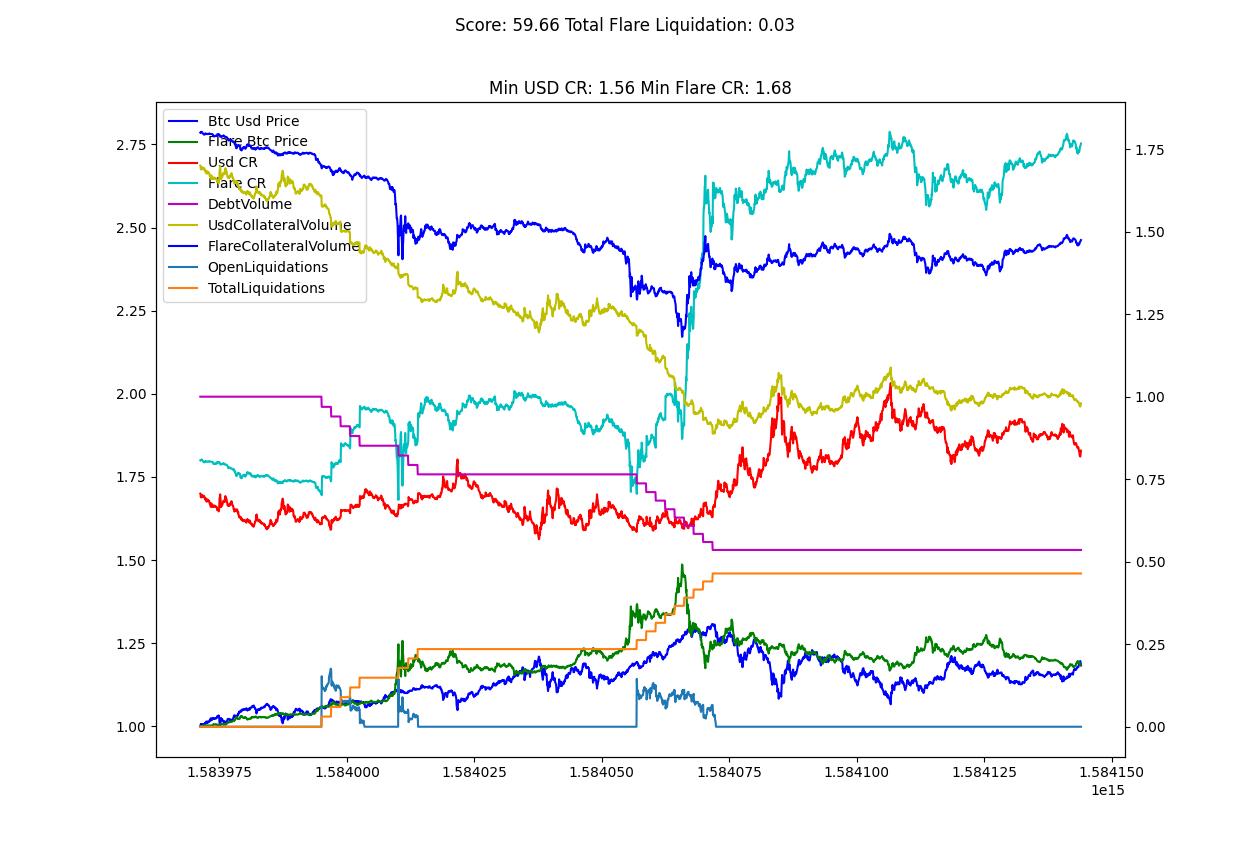 Score: 59.66 Total Flare Liquidation: 0.03
Min USD CR: 1.56 Min Flare CR: 1.68
Btc Usd Price
Flare Btc Price
Usd CR
Flare CR
DebtVolume
UsdCollateralVolume
FlareCollateralVolume
OpenLiquidations
TotalLiquidations
2.75
2.50
2.25
2.00
1.75
1.50
1.25
1.00
1.75
1.50
1.25
1.00
0.75
0.50
0.25
0.00
1.583975 1.584000 1.584025 1.584050 1.584075 1.584100 1.584125 1.584150
1e15